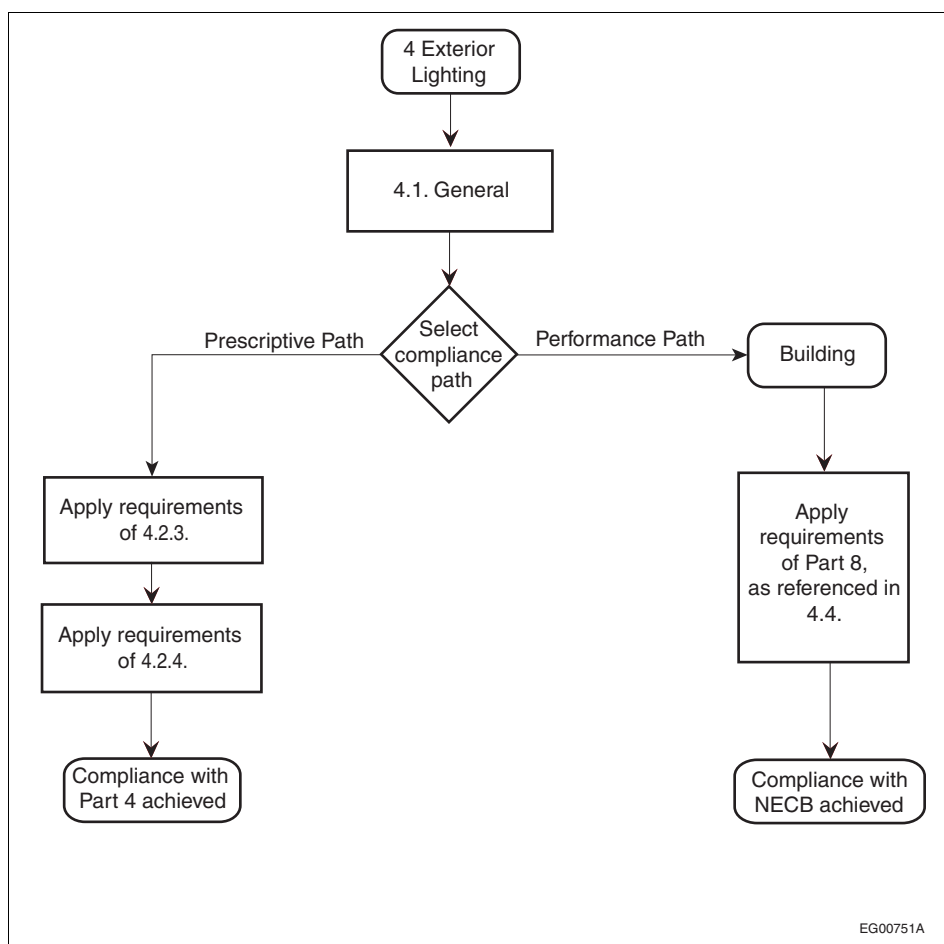 4 Exterior
Lighting
4.1. General
Select
compliance
path
Prescriptive Path
Performance Path
Building
Apply requirements
of 4.2.3.
Apply requirements
of 4.2.4.
Compliance with
Part 4 achieved
Apply
requirements
of Part 8,
as referenced in
4.4.
Compliance with
NECB achieved
EG00751A